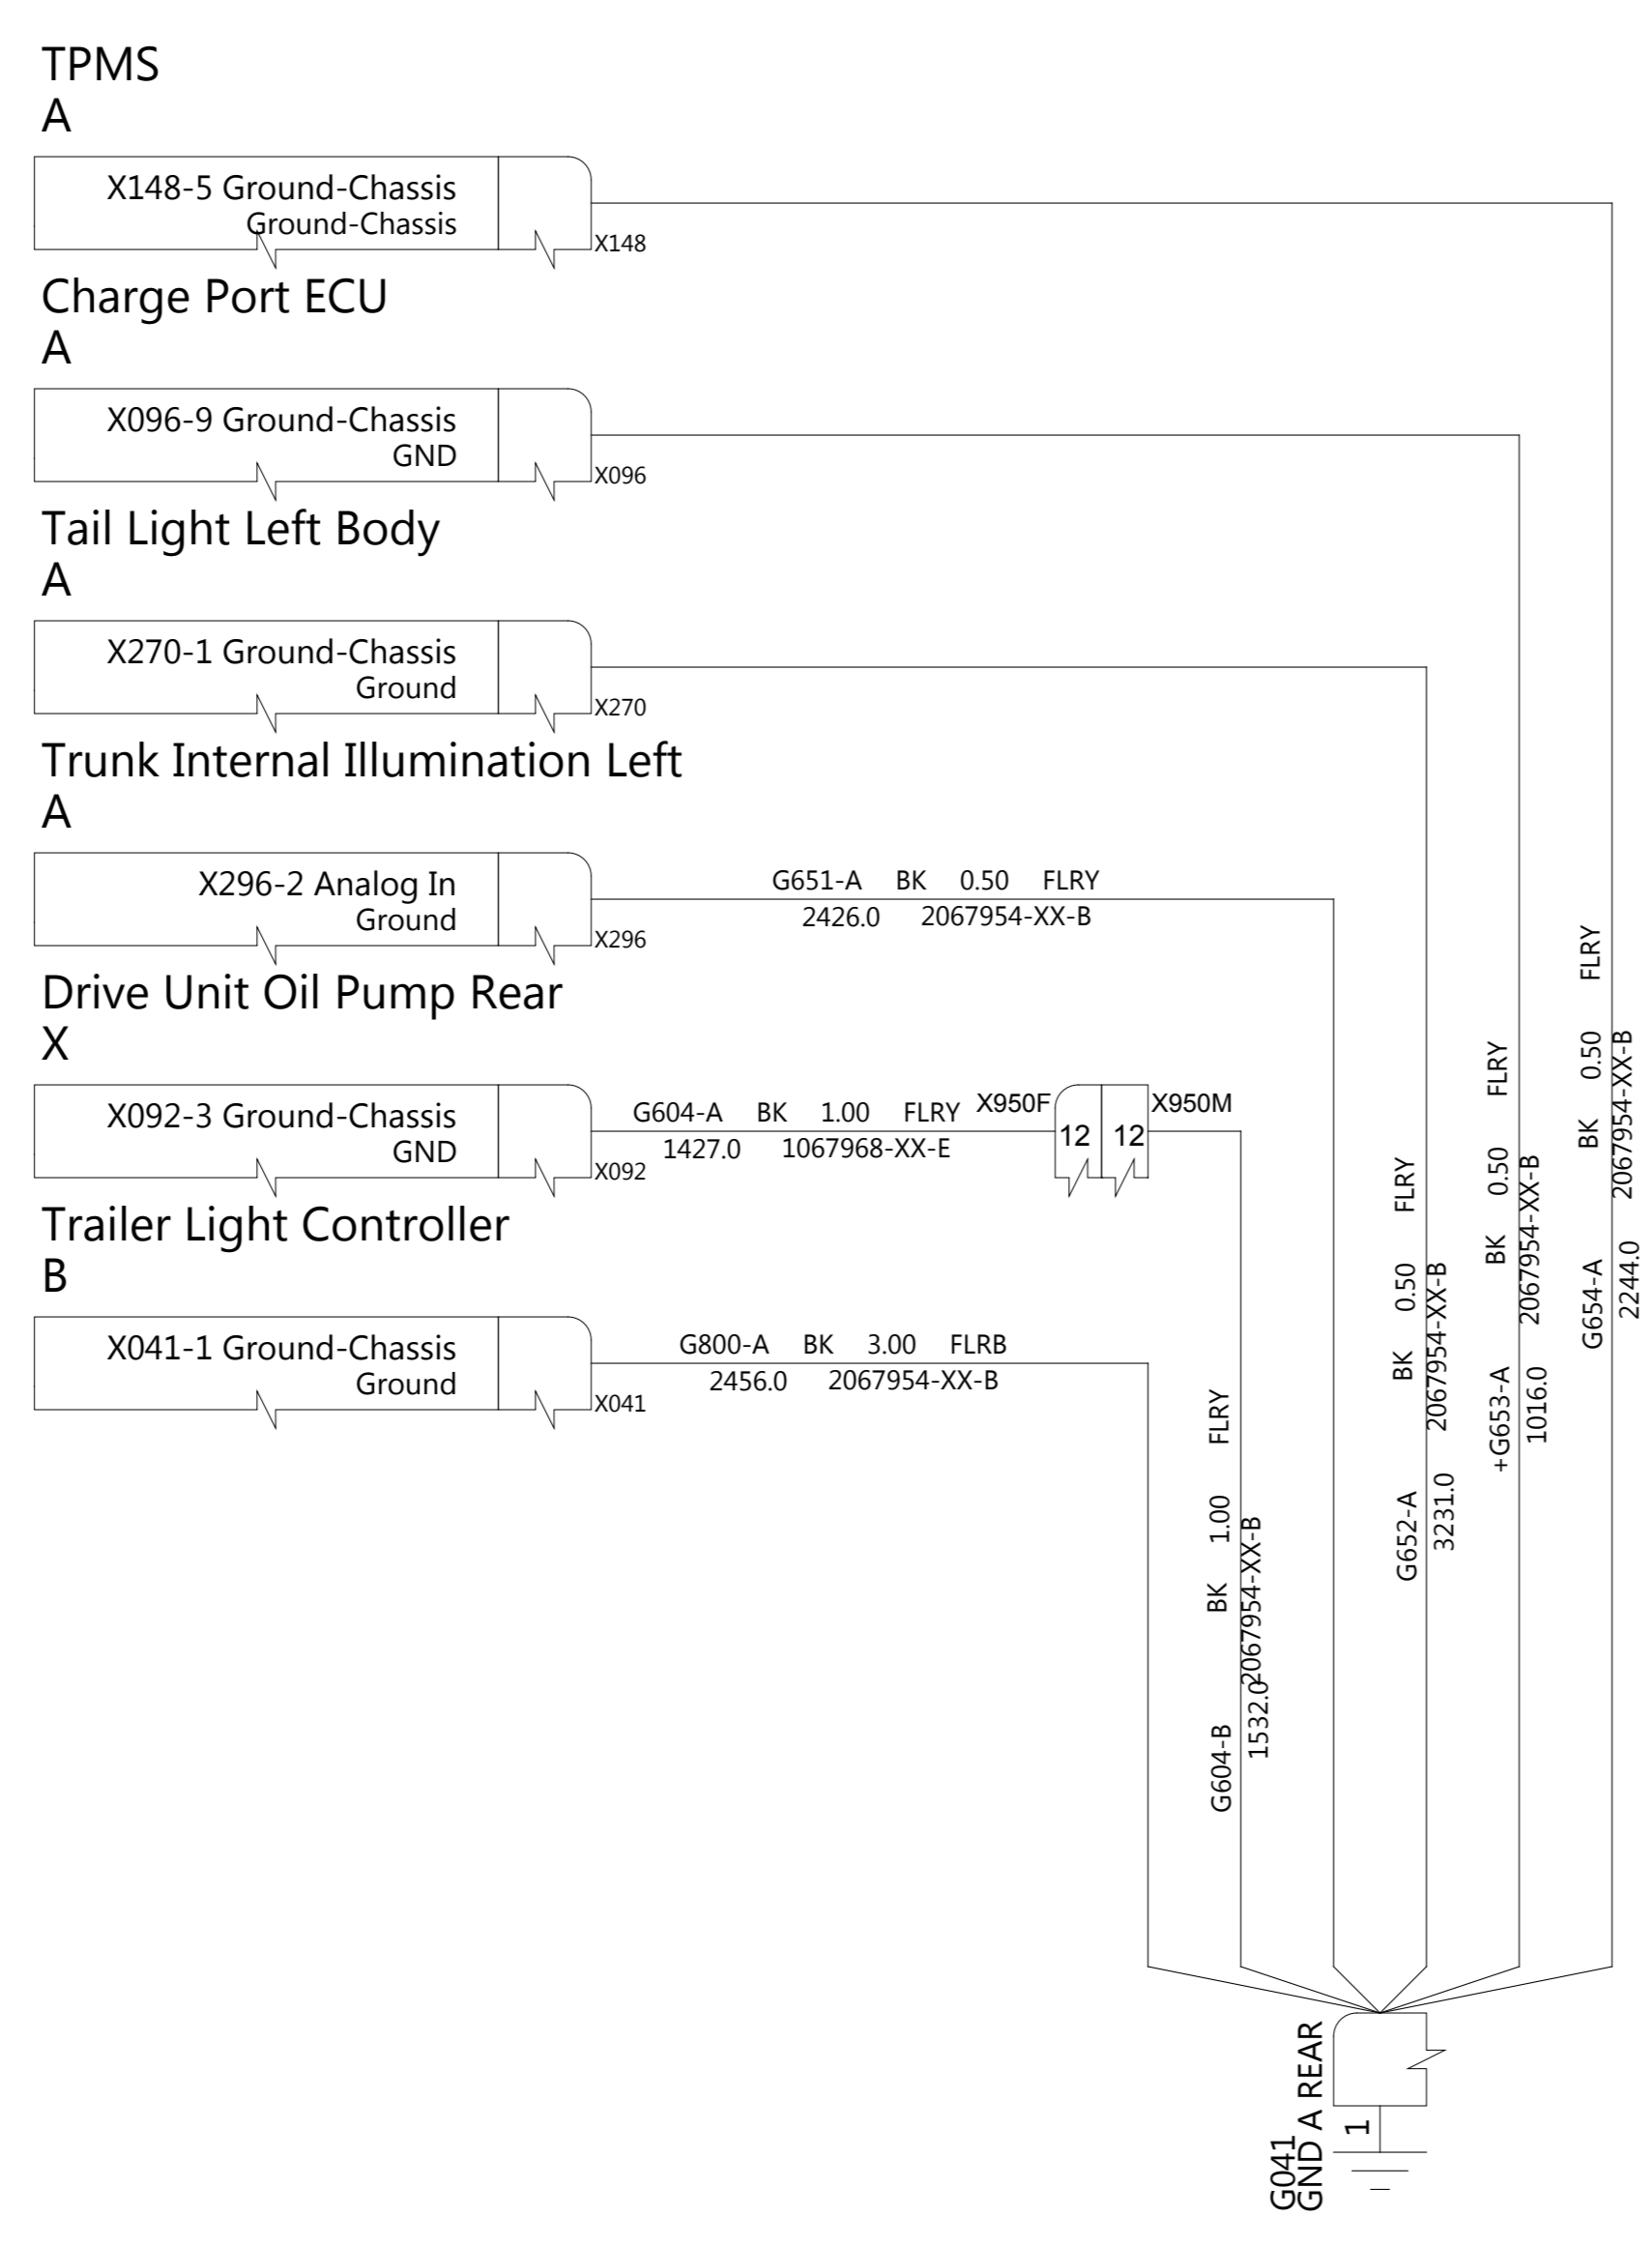 TPMS
A
X148-5 Ground-Chassis
Ground-Chassis
X148
Charge Port ECU
A
X096-9 Ground-Chassis
GND
X096
Tail Light Left Body
A
X270-1 Ground-Chassis
Ground
X270
Trunk Internal Illumination Left
A
X296-2 Analog In
Ground
X296
G651-A BK 0.50 FLRY
2426.0 2067954-XX-B
Drive Unit Oil Pump Rear
X
X092-3 Ground-Chassis
GND
X092
G604-A BK 1.00 FLRY
1427.0 1067968-XX-E
X950F
12
12
X950M
Trailer Light Controller
B
X041-1 Ground-Chassis
Ground
X041
G800-A BK 3.00 FLRB
2456.0 2067954-XX-B
G604-B BK 1.00 FLRY
1532.0 2067954-XX-B
G652-A BK 0.50 FLRY
3231.0 2067954-XX-B
+G653-A BK 0.50 FLRY
1016.0 2067954-XX-B
G654-A BK 0.50 FLRY
2244.0 2067954-XX-B
G041
GND A REAR
1